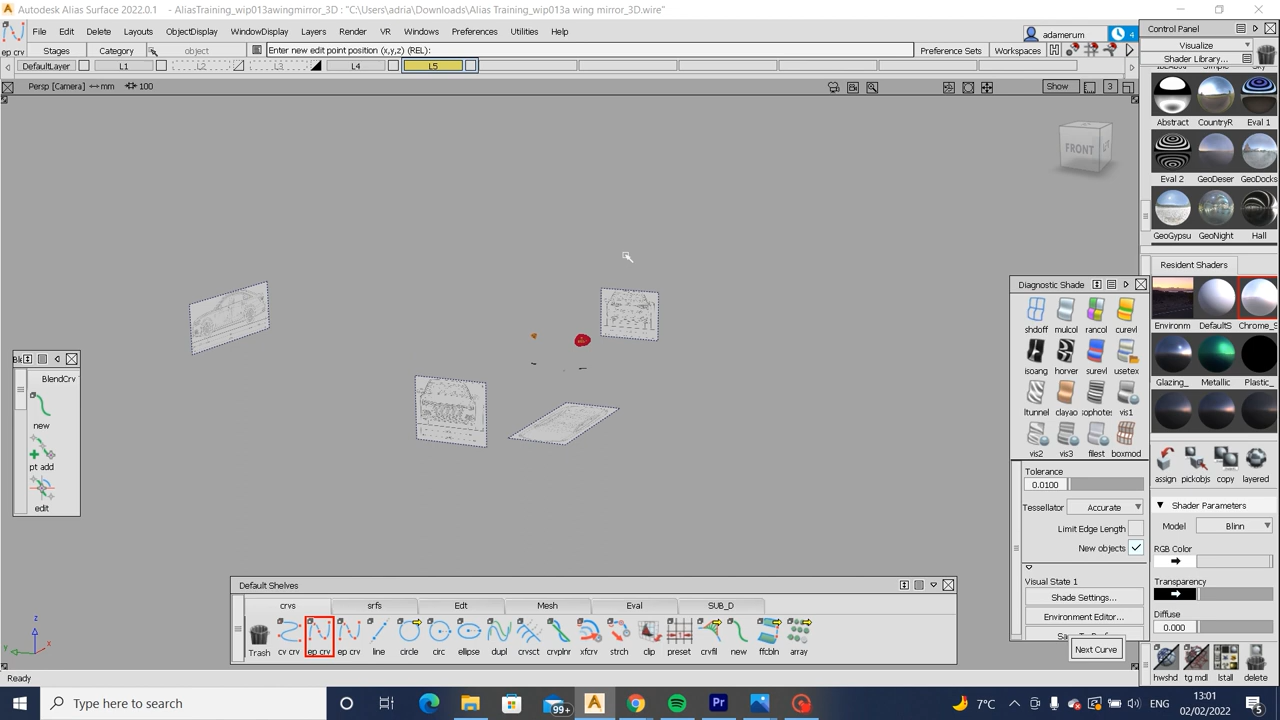 AliasTraining_wip013awingmirror_3D - Autodesk Alias Surface 2022.0.1 - AliasTraining_wip013awingmirror_3D : "C:\Users\adria\Downloads\Alias Training_wip013a wing mirror_3D.wire"
Control Panel
ep crv File Edit Delete Layouts ObjectDisplay WindowDisplay Layers Render VR Windows Preferences Utilities Help adamerum 4
Stages Category object Enter new edit point position (x,y,z) (REL): Preference Sets Workspaces
Visualize
Shader Library...
DefaultLayer L1 L2 L3 L4 L5
Persp [Camera] mm 100 Show 3
Abstract CountryR Eval 1
FRONT
Eval 2 GeoDeser GeoDocks
GeoGypsu GeoNight Hall
Resident Shaders
Environm DefaultS Chrome_S
Glazing_ Metallic Plastic_
Diagnostic Shade
shdoff mulcol rancol curevl
isoang horver surevl usetex
ltunnel clayao isophotes vis1
vis2 vis3 filest boxmod
Tolerance
0.0100
Tessellator Accurate
Limit Edge Length
New objects
Visual State 1
Shade Settings...
Environment Editor...
Next Curve
assign pickobjs copy layered
Shader Parameters
Model Blinn
RGB Color
Transparency
Diffuse
0.000
hwshd tg mdl lstall delete
BlendCrv
new
pt add
edit
Default Shelves
crvs srfs Edt Mesh Eval SUB_D
Trash cv crv ep crv ep crv line circle ellipse dupl crvsct crvplnr xfcrv strch clip preset crvfil new ffcbln array
Ready
z
y
x
Type here to search
99+
7°C
ENG
13:01
02/02/2022
5